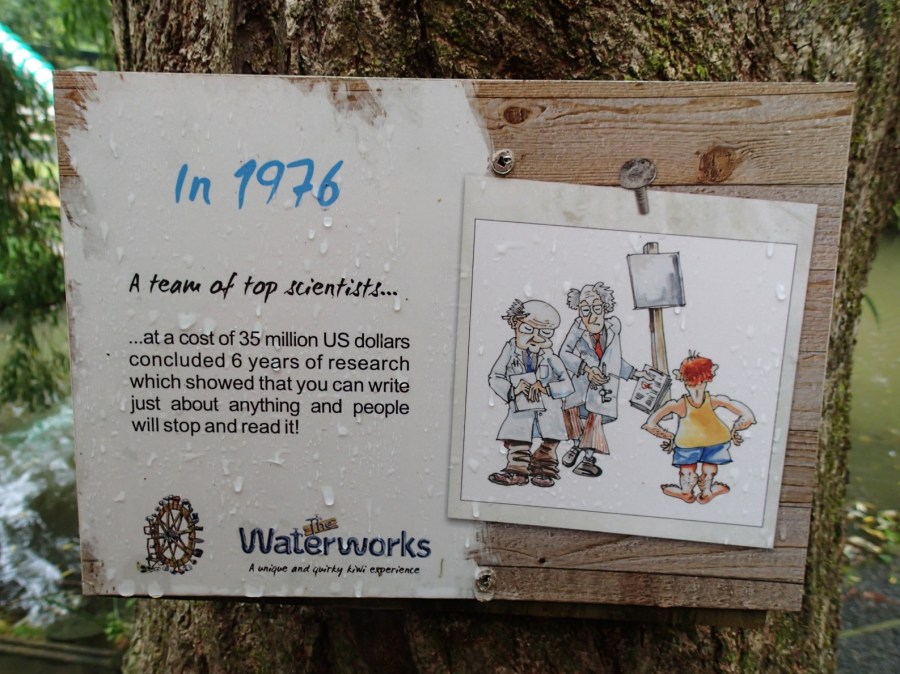 In 1976
A team of top scientists...
...at a cost of 35 million US dollars
concluded 6 years of research
which showed that you can write
just about anything and people
will stop and read it!
The
Waterworks
A unique and quirky kiwi experience